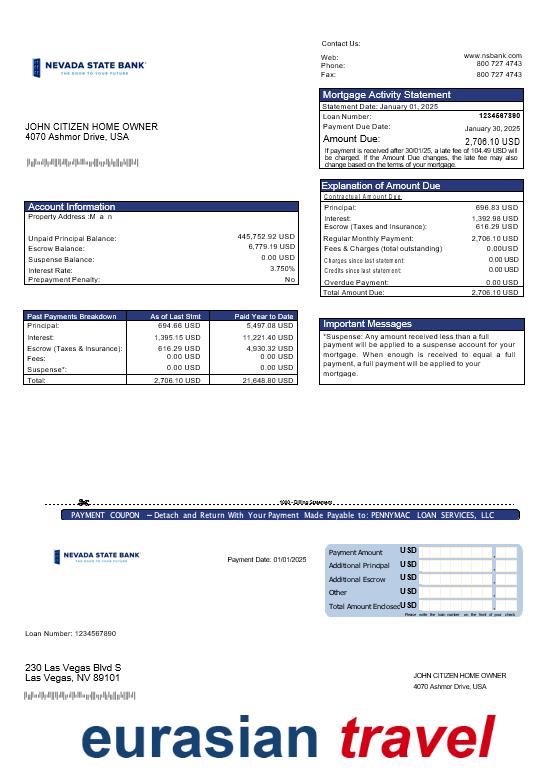 Contact Us:
Web: www.nsbank.com
Phone: 800 727 4743
Fax: 800 727 4743
NEVADA STATE BANK
THE DOOR TO YOUR FUTURE
Mortgage Activity Statement
Statement Date: January 01, 2025
Loan Number: 1234567890
Payment Due Date: January 30, 2025
Amount Due: 2,706.10 USD
If payment is received after 30/01/25, a late fee of 104.49 USD will
be charged. If the Amount Due changes, the late fee may also
change based on the terms of your mortgage.
JOHN CITIZEN HOME OWNER
4070 Ashmor Drive, USA
Explanation of Amount Due
Contractual Amount Due
Principal: 696.83 USD
Interest: 1,392.98 USD
Escrow (Taxes and Insurance): 616.29 USD
Regular Monthly Payment: 2,706.10 USD
Fees & Charges (total outstanding) 0.00USD
Charges since last statement: 0.00 USD
Credits since last statement: 0.00 USD
Overdue Payment: 0.00 USD
Total Amount Due: 2,706.10 USD
Account Information
Property Address :M a n
Unpaid Principal Balance: 445,752.92 USD
Escrow Balance: 6,779.19 USD
Suspense Balance: 0.00 USD
Interest Rate: 3.750%
Prepayment Penalty: No
Past Payments Breakdown As of Last Stmt Paid Year to Date
Principal: 694.66 USD 5,497.08 USD
Interest: 1,395.15 USD 11,221.40 USD
Escrow (Taxes & Insurance): 616.29 USD 4,930.32 USD
Fees: 0.00 USD 0.00 USD
Suspense*: 0.00 USD 0.00 USD
Total: 2,706.10 USD 21,648.80 USD
Important Messages
*Suspense: Any amount received less than a full
payment will be applied to a suspense account for your
mortgage. When enough is received to equal a full
payment, a full payment will be applied to your
mortgage.
Billing Statement
PAYMENT COUPON – Detach and Return With Your Payment Made Payable to: PENNYMAC LOAN SERVICES, LLC
NEVADA STATE BANK
THE DOOR TO YOUR FUTURE
Payment Date: 01/01/2025
Payment Amount USD
Additional Principal USD
Additional Escrow USD
Other USD
Total Amount Enclosed USD
Please write the loan number on the front of your check
Loan Number: 1234567890
230 Las Vegas Blvd S
Las Vegas, NV 89101
JOHN CITIZEN HOME OWNER
4070 Ashmor Drive, USA
eurasian travel